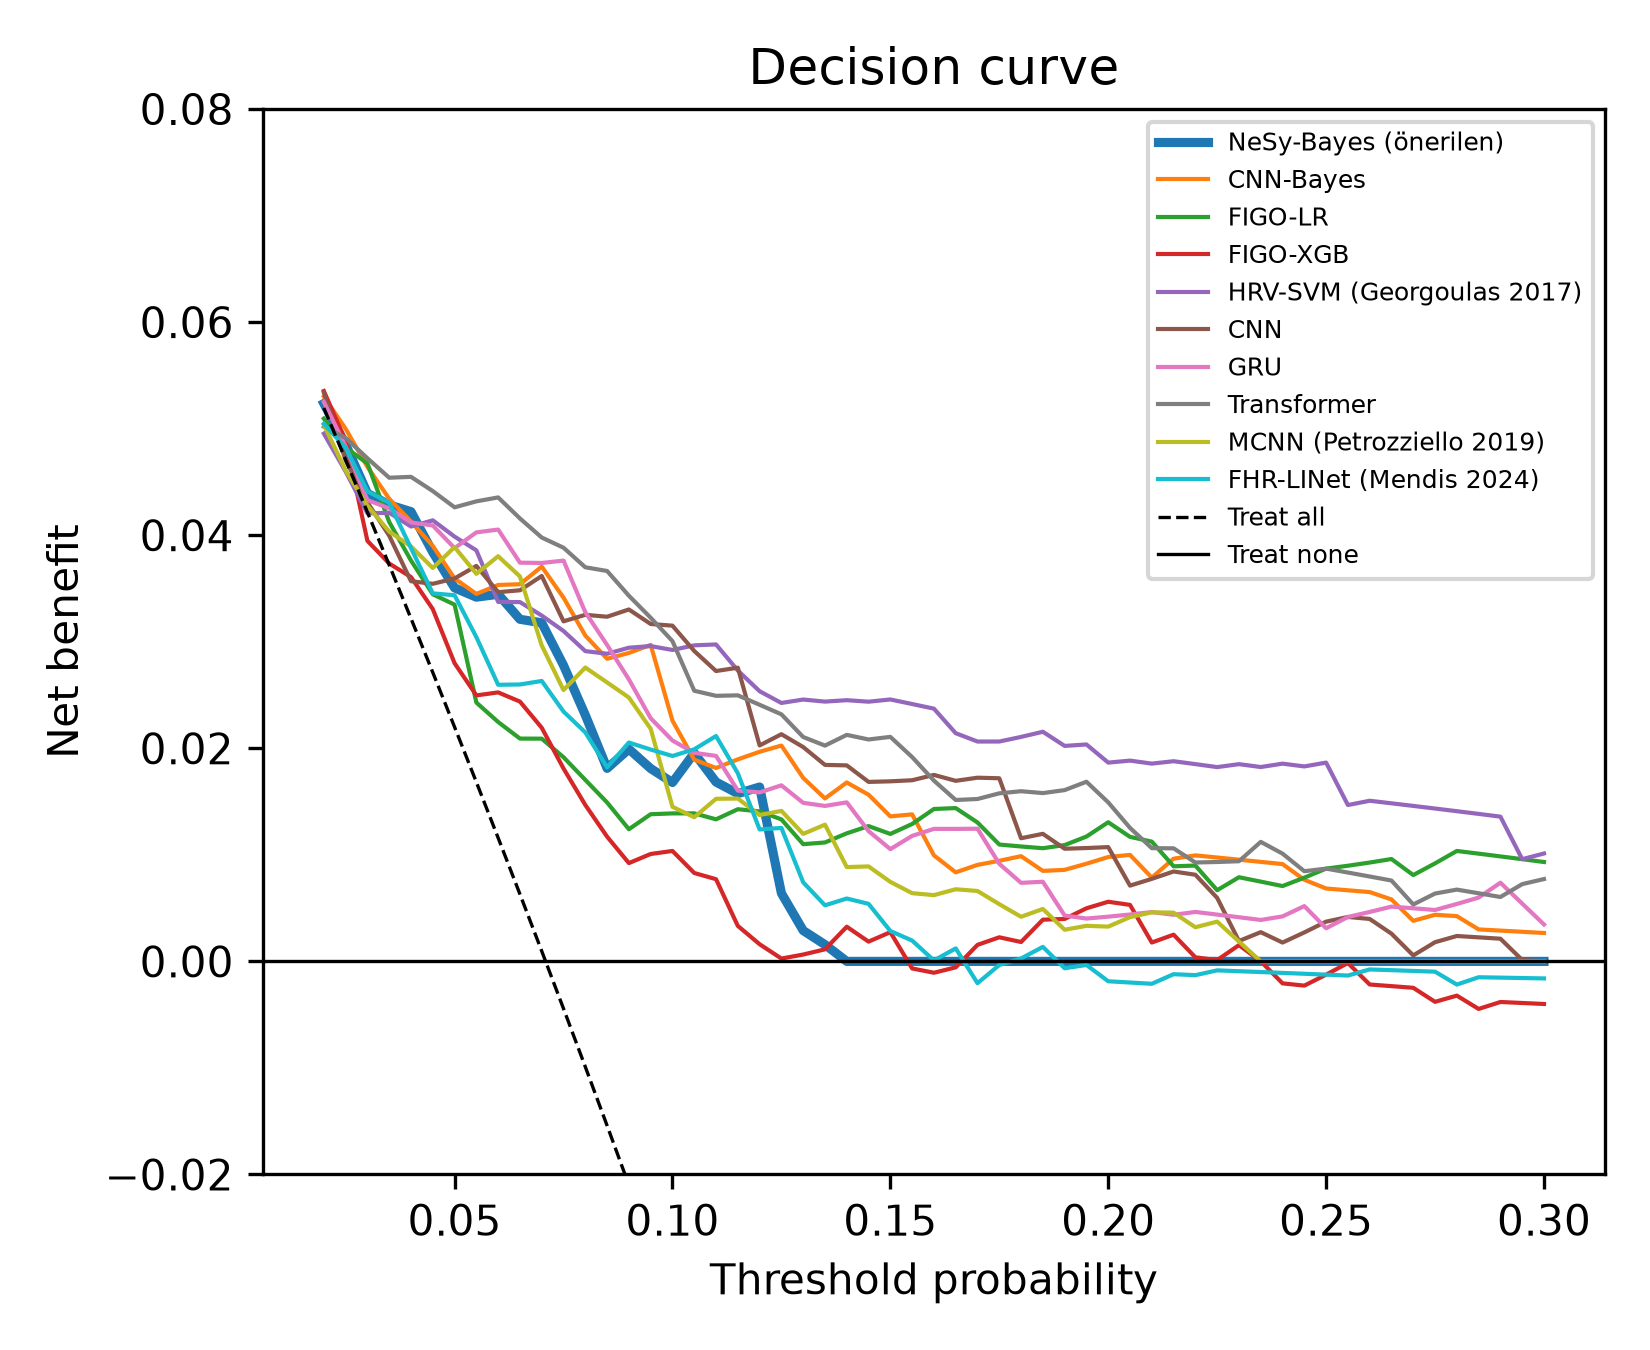 Decision curve
0.08
0.06
0.04
0.02
0.00
−0.02
Net benefit
NeSy-Bayes (önerilen)
CNN-Bayes
FIGO-LR
FIGO-XGB
HRV-SVM (Georgoulas 2017)
CNN
GRU
Transformer
MCNN (Petrozziello 2019)
FHR-LINet (Mendis 2024)
Treat all
Treat none
0.05 0.10 0.15 0.20 0.25 0.30
Threshold probability